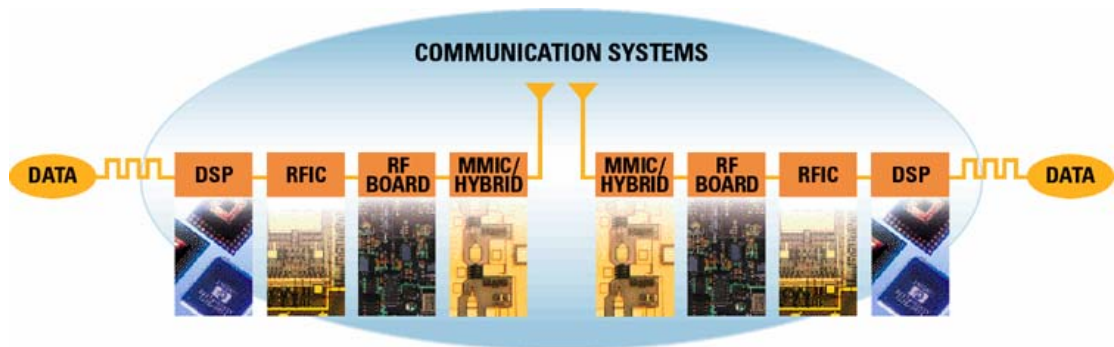 COMMUNICATION SYSTEMS
DATA
DSP
RFIC
RF
BOARD
MMIC/
HYBRID
MMIC/
HYBRID
RF
BOARD
RFIC
DSP
DATA